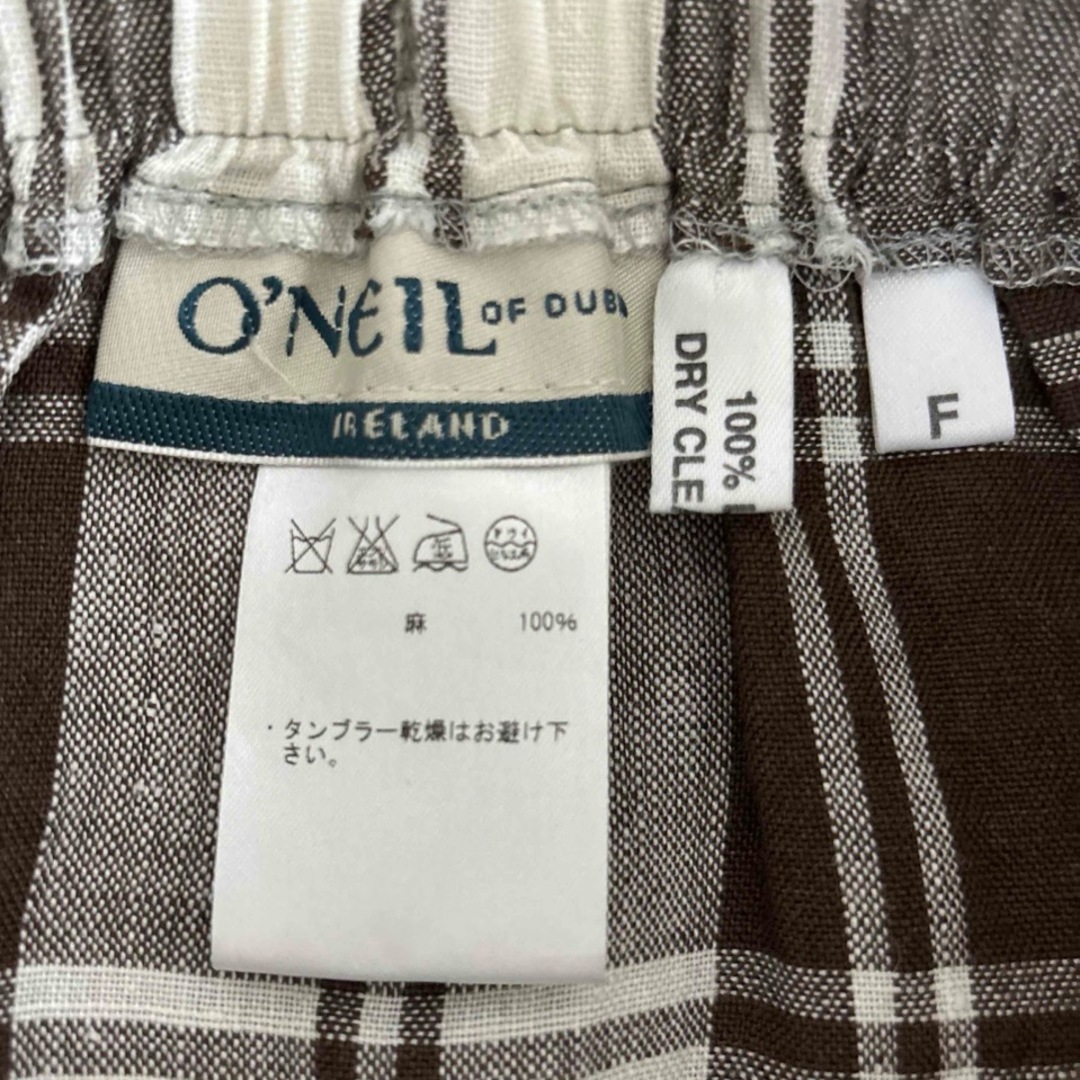 O'NEIL OF DUB
IRELAND
DRY CLE
100%
F
麻 100%
・タンブラー乾燥はお避け下
さい。